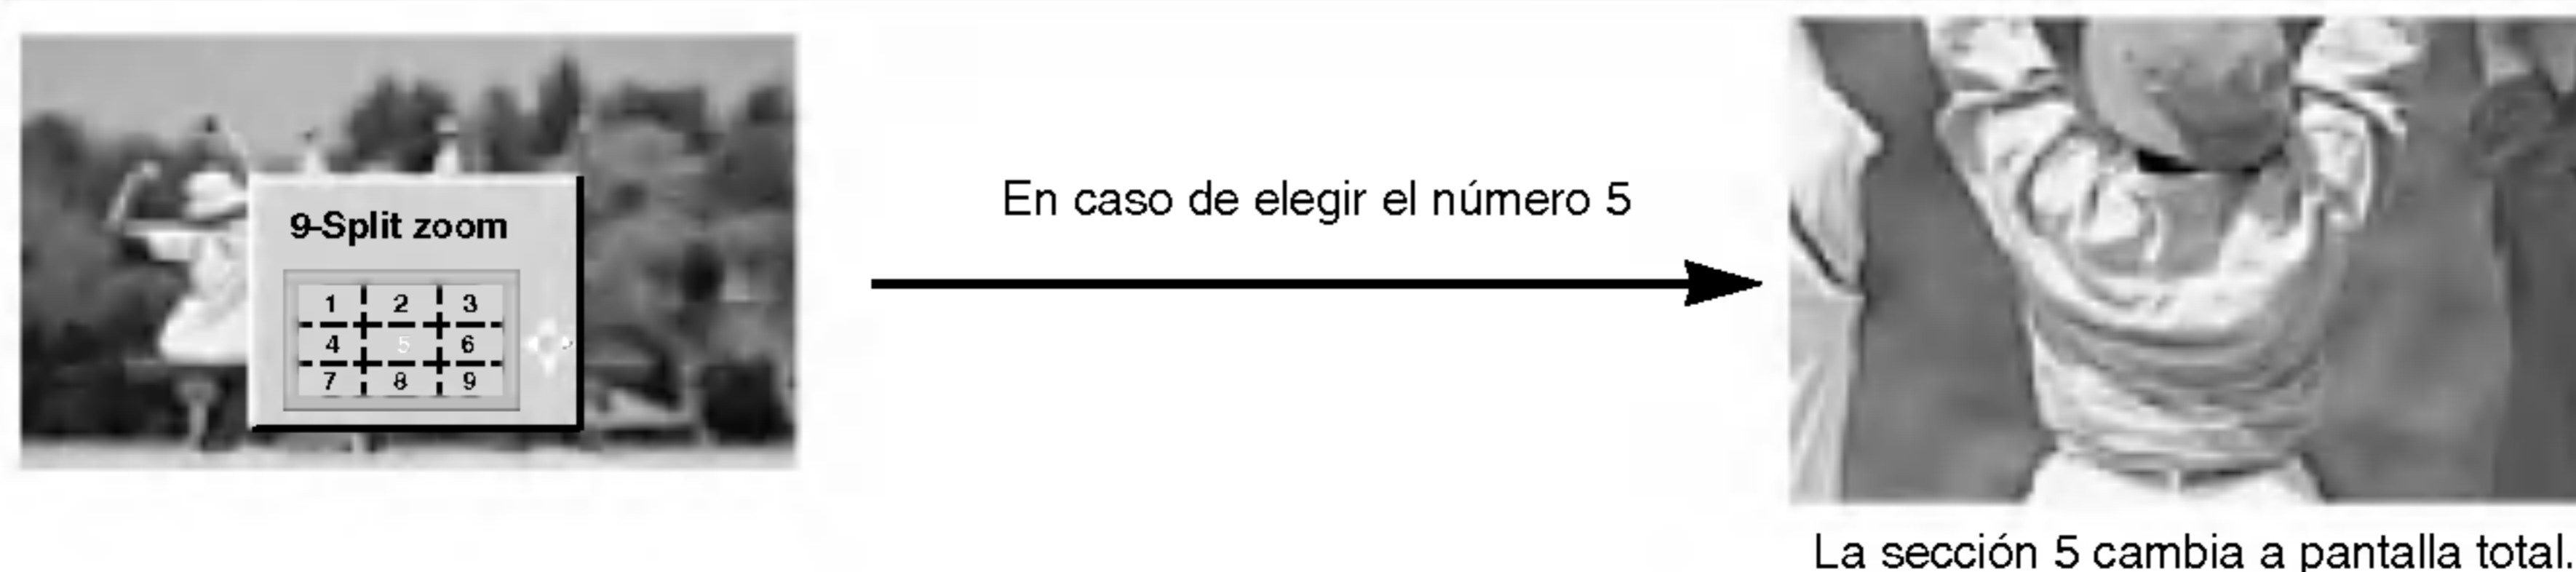 9-Split zoom
1 2 3
4 5 6
7 8 9
En caso de elegir el número 5
La sección 5 cambia a pantalla total.